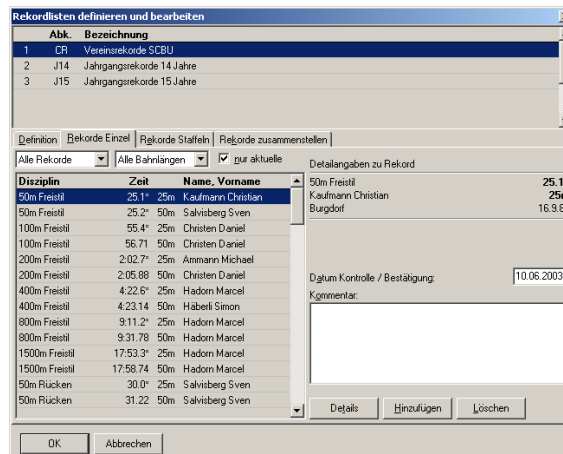 Rekordlisten definieren und bearbeiten
Abk. Bezeichnung
1 CR Vereinsrekorde SCBU
2 J14 Jahrgangsrekorde 14 Jahre
3 J15 Jahrgangsrekorde 15 Jahre
Definition Rekorde Einzel Rekorde Staffeln Rekorde zusammenstellen
Alle Rekorde Alle Bahnlängen nur aktuelle
Disziplin Zeit Name, Vorname
50m Freistil 25.1* 25m Kaufmann Christian
50m Freistil 25.2* 50m Salvisberg Sven
100m Freistil 55.4* 25m Christen Daniel
100m Freistil 56.71 50m Christen Daniel
200m Freistil 2:02.7* 25m Ammann Michael
200m Freistil 2:05.88 50m Christen Daniel
400m Freistil 4:22.6* 25m Hadorn Marcel
400m Freistil 4:23.14 50m Häberli Simon
800m Freistil 9:11.2* 25m Hadorn Marcel
800m Freistil 9:31.78 50m Hadorn Marcel
1500m Freistil 17:53.3* 25m Hadorn Marcel
1500m Freistil 17:58.74 50m Hadorn Marcel
50m Rücken 30.0* 25m Salvisberg Sven
50m Rücken 31.22 50m Salvisberg Sven
Detailangaben zu Rekord
50m Freistil 25.1
Kaufmann Christian 25m
Burgdorf 16.9.8
Datum Kontrolle / Bestätigung: 10.06.2003
Kommentar:
Details Hinzufügen Löschen
OK Abbrechen